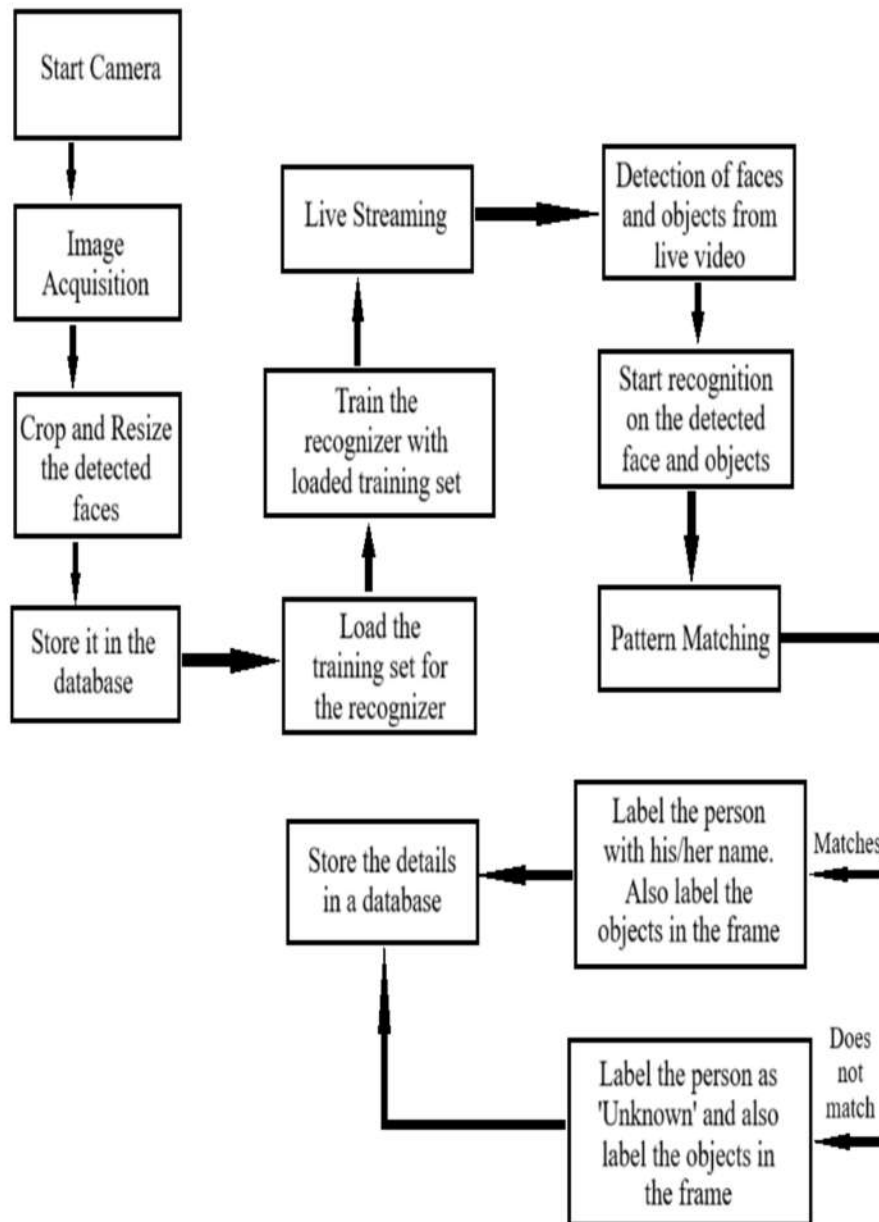 Start Camera
Image
Acquisition
Crop and Resize
the detected
faces
Store it in the
database
Load the
training set for
the recognizer
Train the
recognizer with
loaded training set
Live Streaming
Detection of faces
and objects from
live video
Start recognition
on the detected
face and objects
Pattern Matching
Matches
Label the person
with his/her name.
Also label the
objects in the frame
Does
not
match
Label the person as
'Unknown' and also
label the objects in
the frame
Store the details
in a database